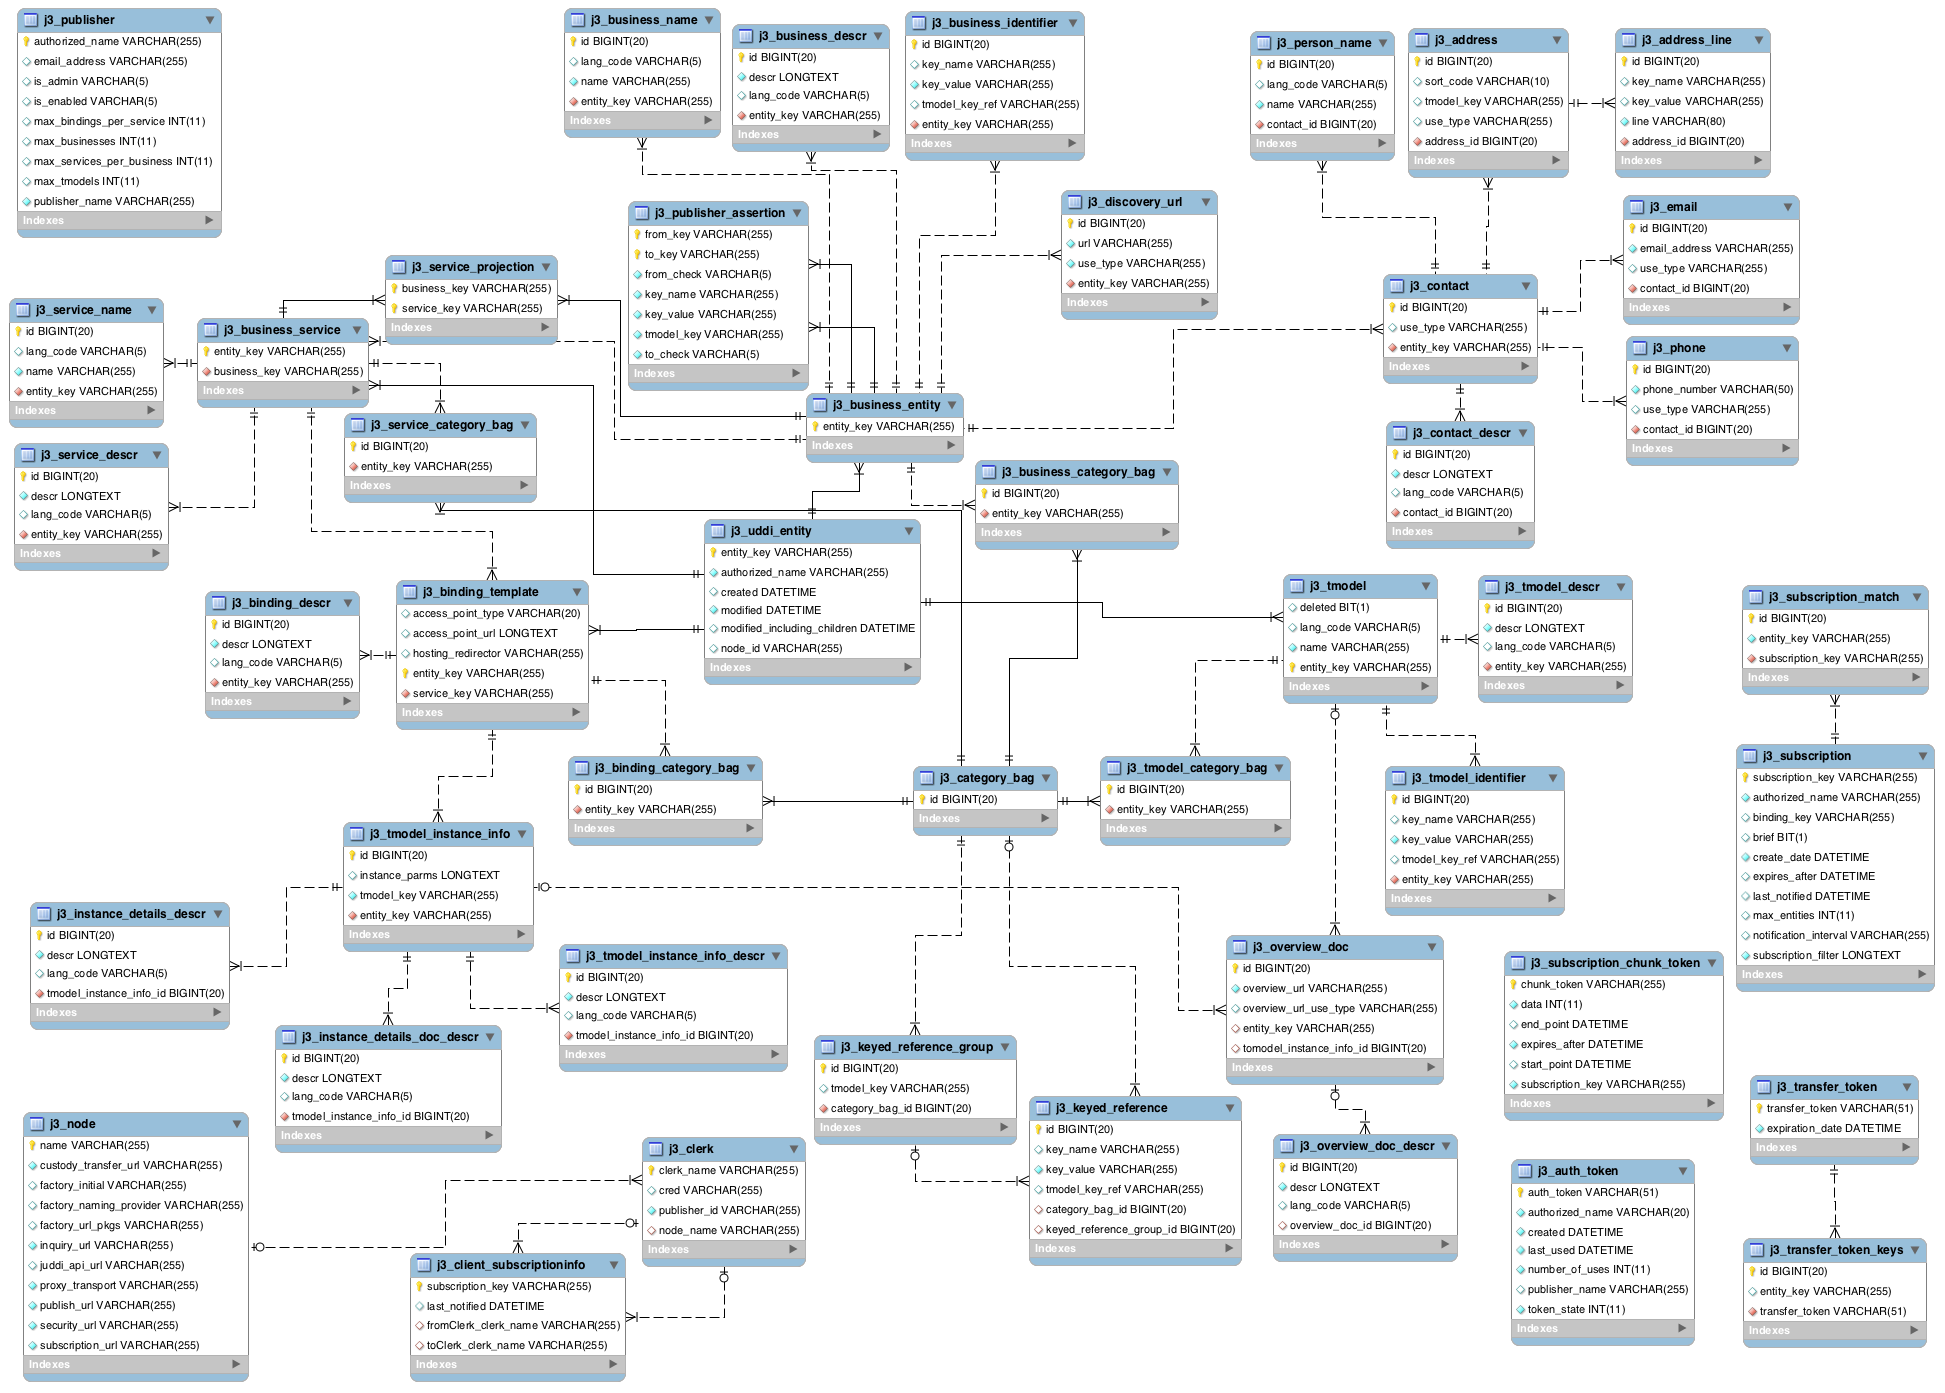 j3_publisher
authorized_name VARCHAR(255)
email_address VARCHAR(255)
is_admin VARCHAR(5)
is_enabled VARCHAR(5)
max_bindings_per_service INT(11)
max_businesses INT(11)
max_services_per_business INT(11)
max_tmodels INT(11)
publisher_name VARCHAR(255)
Indexes
j3_business_name
id BIGINT(20)
lang_code VARCHAR(5)
name VARCHAR(255)
entity_key VARCHAR(255)
Indexes
j3_business_descr
id BIGINT(20)
descr LONGTEXT
lang_code VARCHAR(5)
entity_key VARCHAR(255)
Indexes
j3_business_identifier
id BIGINT(20)
key_name VARCHAR(255)
key_value VARCHAR(255)
tmodel_key_ref VARCHAR(255)
entity_key VARCHAR(255)
Indexes
j3_person_name
id BIGINT(20)
lang_code VARCHAR(5)
name VARCHAR(255)
contact_id BIGINT(20)
Indexes
j3_address
id BIGINT(20)
sort_code VARCHAR(10)
tmodel_key VARCHAR(255)
use_type VARCHAR(255)
address_id BIGINT(20)
Indexes
j3_address_line
id BIGINT(20)
key_name VARCHAR(255)
key_value VARCHAR(255)
line VARCHAR(80)
address_id BIGINT(20)
Indexes
j3_publisher_assertion
from_key VARCHAR(255)
to_key VARCHAR(255)
from_check VARCHAR(5)
key_name VARCHAR(255)
key_value VARCHAR(255)
tmodel_key VARCHAR(255)
to_check VARCHAR(5)
Indexes
j3_discovery_url
id BIGINT(20)
url VARCHAR(255)
use_type VARCHAR(255)
entity_key VARCHAR(255)
Indexes
j3_email
id BIGINT(20)
email_address VARCHAR(255)
use_type VARCHAR(255)
contact_id BIGINT(20)
Indexes
j3_service_projection
business_key VARCHAR(255)
service_key VARCHAR(255)
Indexes
j3_service_name
id BIGINT(20)
lang_code VARCHAR(5)
name VARCHAR(255)
entity_key VARCHAR(255)
Indexes
j3_business_service
entity_key VARCHAR(255)
business_key VARCHAR(255)
Indexes
j3_contact
id BIGINT(20)
use_type VARCHAR(255)
entity_key VARCHAR(255)
Indexes
j3_phone
id BIGINT(20)
phone_number VARCHAR(50)
use_type VARCHAR(255)
contact_id BIGINT(20)
Indexes
j3_business_entity
entity_key VARCHAR(255)
Indexes
j3_service_category_bag
id BIGINT(20)
entity_key VARCHAR(255)
Indexes
j3_service_descr
id BIGINT(20)
descr LONGTEXT
lang_code VARCHAR(5)
entity_key VARCHAR(255)
Indexes
j3_contact_descr
id BIGINT(20)
descr LONGTEXT
lang_code VARCHAR(5)
contact_id BIGINT(20)
Indexes
j3_business_category_bag
id BIGINT(20)
entity_key VARCHAR(255)
Indexes
j3_uddi_entity
entity_key VARCHAR(255)
authorized_name VARCHAR(255)
created DATETIME
modified DATETIME
modified_including_children DATETIME
node_id VARCHAR(255)
Indexes
j3_binding_descr
id BIGINT(20)
descr LONGTEXT
lang_code VARCHAR(5)
entity_key VARCHAR(255)
Indexes
j3_binding_template
access_point_type VARCHAR(20)
access_point_url LONGTEXT
hosting_redirector VARCHAR(255)
entity_key VARCHAR(255)
service_key VARCHAR(255)
Indexes
j3_tmodel
deleted BIT(1)
lang_code VARCHAR(5)
name VARCHAR(255)
entity_key VARCHAR(255)
Indexes
j3_tmodel_descr
id BIGINT(20)
descr LONGTEXT
lang_code VARCHAR(5)
entity_key VARCHAR(255)
Indexes
j3_subscription_match
id BIGINT(20)
entity_key VARCHAR(255)
subscription_key VARCHAR(255)
Indexes
j3_binding_category_bag
id BIGINT(20)
entity_key VARCHAR(255)
Indexes
j3_category_bag
id BIGINT(20)
Indexes
j3_tmodel_category_bag
id BIGINT(20)
entity_key VARCHAR(255)
Indexes
j3_tmodel_identifier
id BIGINT(20)
key_name VARCHAR(255)
key_value VARCHAR(255)
tmodel_key_ref VARCHAR(255)
entity_key VARCHAR(255)
Indexes
j3_subscription
subscription_key VARCHAR(255)
authorized_name VARCHAR(255)
binding_key VARCHAR(255)
brief BIT(1)
create_date DATETIME
expires_after DATETIME
last_notified DATETIME
max_entities INT(11)
notification_interval VARCHAR(255)
subscription_filter LONGTEXT
Indexes
j3_tmodel_instance_info
id BIGINT(20)
instance_parms LONGTEXT
tmodel_key VARCHAR(255)
entity_key VARCHAR(255)
Indexes
j3_instance_details_descr
id BIGINT(20)
descr LONGTEXT
lang_code VARCHAR(5)
tmodel_instance_info_id BIGINT(20)
Indexes
j3_tmodel_instance_info_descr
id BIGINT(20)
descr LONGTEXT
lang_code VARCHAR(5)
tmodel_instance_info_id BIGINT(20)
Indexes
j3_overview_doc
id BIGINT(20)
overview_url VARCHAR(255)
overview_url_use_type VARCHAR(255)
entity_key VARCHAR(255)
tomodel_instance_info_id BIGINT(20)
Indexes
j3_subscription_chunk_token
chunk_token VARCHAR(255)
data INT(11)
end_point DATETIME
expires_after DATETIME
start_point DATETIME
subscription_key VARCHAR(255)
Indexes
j3_instance_details_doc_descr
id BIGINT(20)
descr LONGTEXT
lang_code VARCHAR(5)
tmodel_instance_info_id BIGINT(20)
Indexes
j3_keyed_reference_group
id BIGINT(20)
tmodel_key VARCHAR(255)
category_bag_id BIGINT(20)
Indexes
j3_keyed_reference
id BIGINT(20)
key_name VARCHAR(255)
key_value VARCHAR(255)
tmodel_key_ref VARCHAR(255)
category_bag_id BIGINT(20)
keyed_reference_group_id BIGINT(20)
Indexes
j3_overview_doc_descr
id BIGINT(20)
descr LONGTEXT
lang_code VARCHAR(5)
overview_doc_id BIGINT(20)
Indexes
j3_transfer_token
transfer_token VARCHAR(51)
expiration_date DATETIME
Indexes
j3_node
name VARCHAR(255)
custody_transfer_url VARCHAR(255)
factory_initial VARCHAR(255)
factory_naming_provider VARCHAR(255)
factory_url_pkgs VARCHAR(255)
inquiry_url VARCHAR(255)
juddi_api_url VARCHAR(255)
proxy_transport VARCHAR(255)
publish_url VARCHAR(255)
security_url VARCHAR(255)
subscription_url VARCHAR(255)
Indexes
j3_clerk
clerk_name VARCHAR(255)
cred VARCHAR(255)
publisher_id VARCHAR(255)
node_name VARCHAR(255)
Indexes
j3_client_subscriptioninfo
subscription_key VARCHAR(255)
last_notified DATETIME
fromClerk_clerk_name VARCHAR(255)
toClerk_clerk_name VARCHAR(255)
Indexes
j3_auth_token
auth_token VARCHAR(51)
authorized_name VARCHAR(20)
created DATETIME
last_used DATETIME
number_of_uses INT(11)
publisher_name VARCHAR(255)
token_state INT(11)
Indexes
j3_transfer_token_keys
id BIGINT(20)
entity_key VARCHAR(255)
transfer_token VARCHAR(51)
Indexes